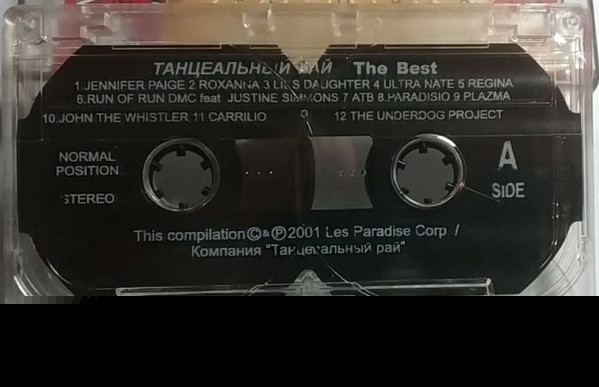 ТАНЦЕАЛЬНЫЙ РАЙ The Best
1.JENNIFER PAIGE 2 ROXANNA 3 LIL'S DAUGHTER 4 ULTRA NATE 5 REGINA
6.RUN OF RUN DMC feat JUSTINE SIMMONS 7 ATB 8.PARADISIO 9 PLAZMA
10.JOHN THE WHISTLER 11 CARRILIO 12 THE UNDERDOG PROJECT
NORMAL
POSITION
STEREO
A
SIDE
This compilation©&℗2001 Les Paradise Corp /
Компания "Танцевальный рай"